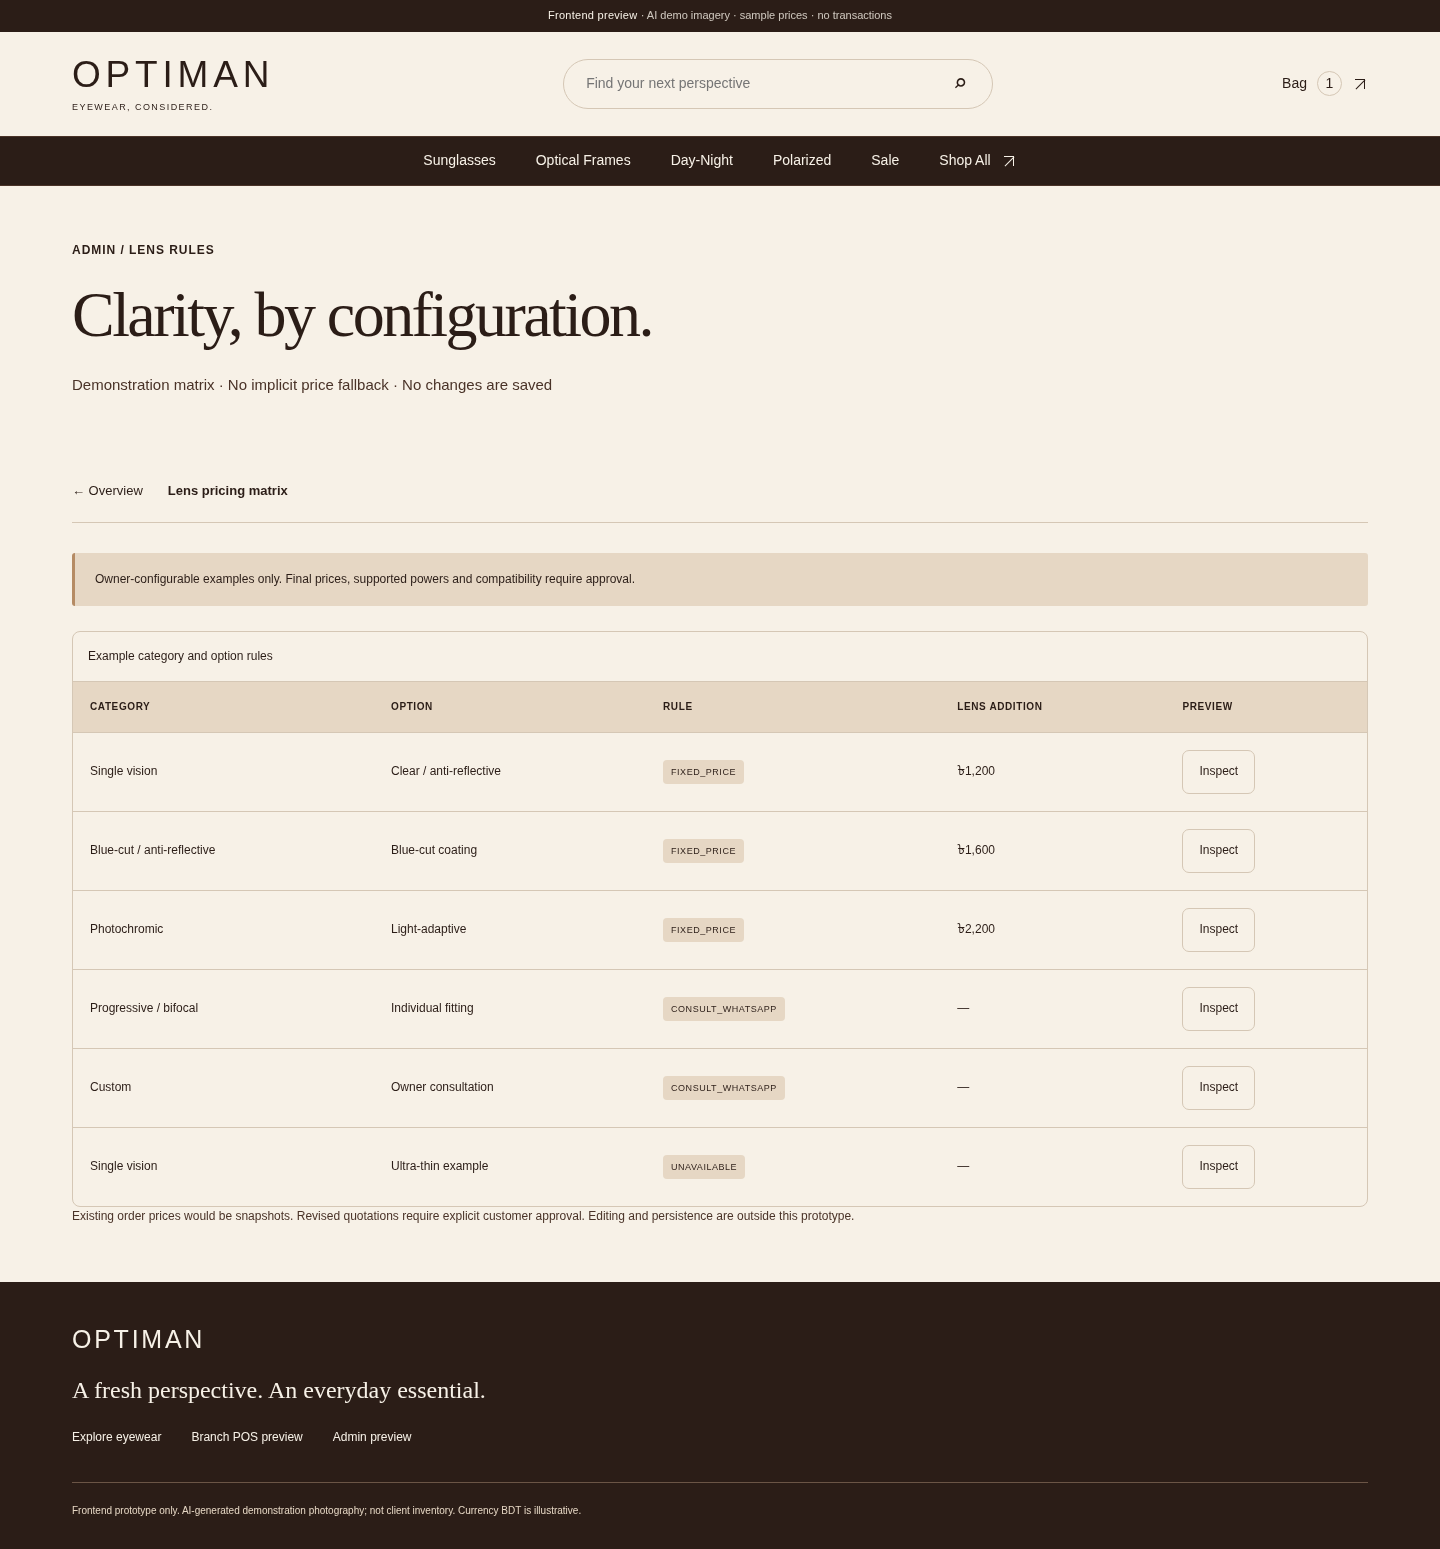 Frontend preview · AI demo imagery · sample prices · no transactions
OPTIMAN
EYEWEAR, CONSIDERED.
Find your next perspective
Bag 1
Sunglasses Optical Frames Day-Night Polarized Sale Shop All
ADMIN / LENS RULES
Clarity, by configuration.
Demonstration matrix · No implicit price fallback · No changes are saved
← Overview Lens pricing matrix
Owner-configurable examples only. Final prices, supported powers and compatibility require approval.
Example category and option rules
CATEGORY OPTION RULE LENS ADDITION PREVIEW
Single vision Clear / anti-reflective FIXED_PRICE ৳1,200 Inspect
Blue-cut / anti-reflective Blue-cut coating FIXED_PRICE ৳1,600 Inspect
Photochromic Light-adaptive FIXED_PRICE ৳2,200 Inspect
Progressive / bifocal Individual fitting CONSULT_WHATSAPP — Inspect
Custom Owner consultation CONSULT_WHATSAPP — Inspect
Single vision Ultra-thin example UNAVAILABLE — Inspect
Existing order prices would be snapshots. Revised quotations require explicit customer approval. Editing and persistence are outside this prototype.
OPTIMAN
A fresh perspective. An everyday essential.
Explore eyewear Branch POS preview Admin preview
Frontend prototype only. AI-generated demonstration photography; not client inventory. Currency BDT is illustrative.